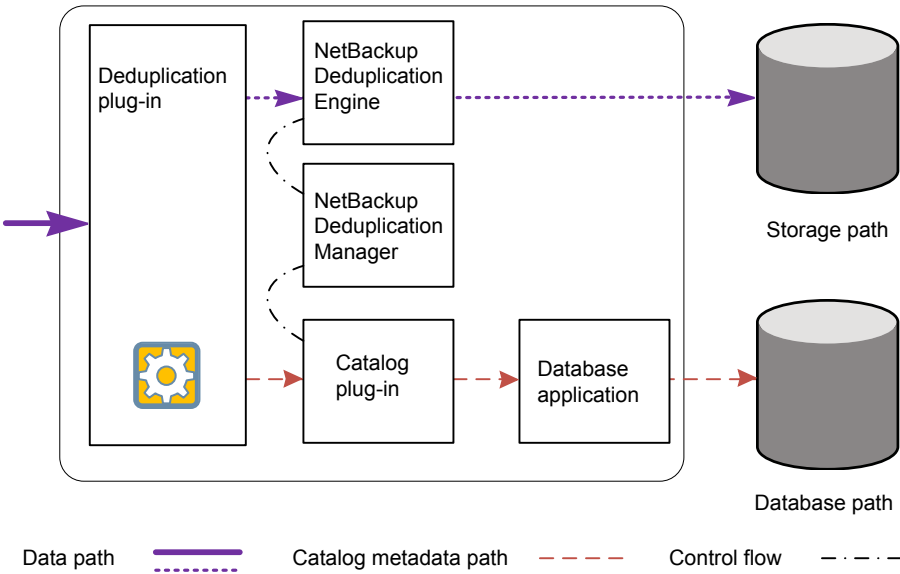 Deduplication
plug-in
NetBackup
Deduplication
Engine
NetBackup
Deduplication
Manager
Storage path
Catalog
plug-in
Database
application
Database path
Data path
Catalog metadata path
Control flow